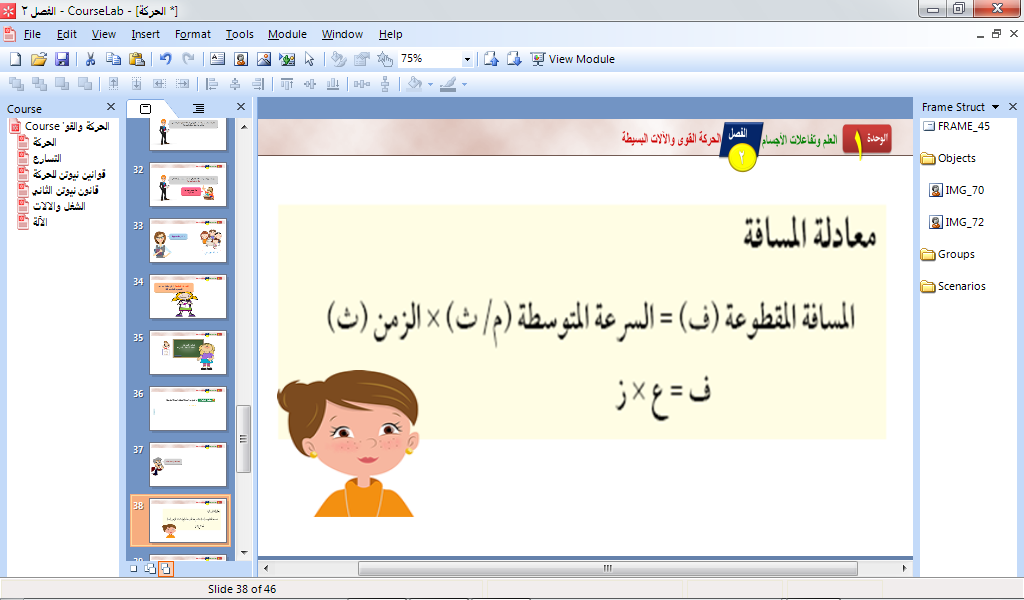 الفصل ٢ - CourseLab - [الحركة *]
File Edit View Insert Format Tools Module Window Help
75%
View Module
Course
Course 'الحركة والقو
الحركة
التسارع
قوانين نيوتن للحركة
قانون نيوتن الثاني
الشغل والآلات
الآلة
32
33
34
35
36
37
38
الوحدة ١
العلم وتفاعلات الأجسام
الفصل ٢
الحركة القوى والآلات البسيطة
معادلة المسافة
المسافة المقطوعة (ف) = السرعة المتوسطة (م/ث) × الزمن (ث)
ف = ع × ز
Frame Struct
FRAME_45
Objects
IMG_70
IMG_72
Groups
Scenarios
Slide 38 of 46